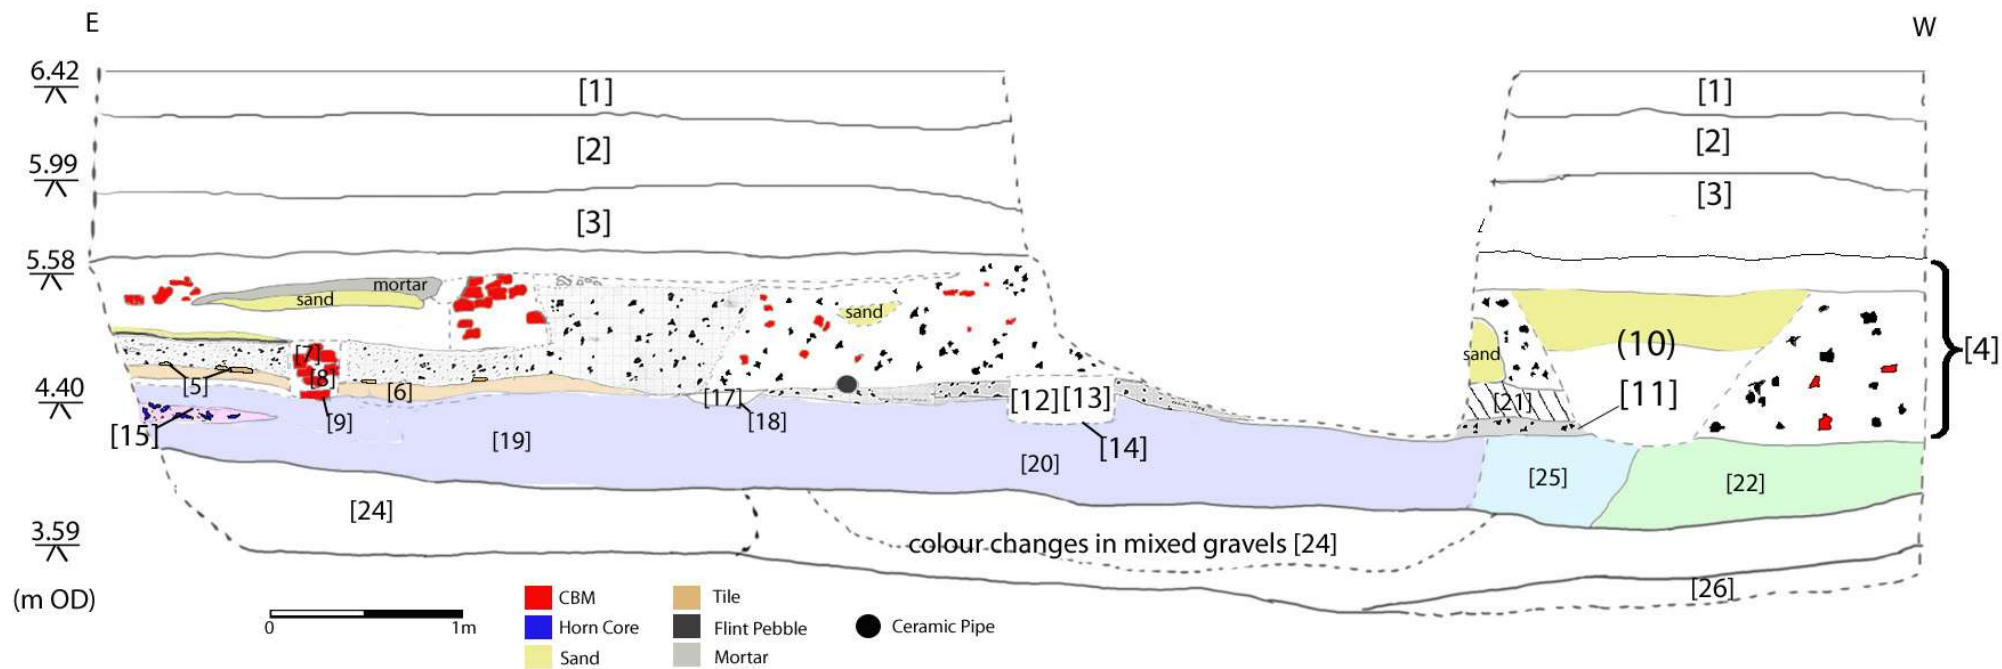 E
W
6.42
[1]
[1]
[2]
[2]
5.99
[3]
[3]
5.58
mortar
sand
sand
(10)
[4]
sand
[7]
[8]
[5]
[6]
4.40
[17]
[12] [13]
[21]
[11]
[18]
[9]
[15]
[19]
[14]
[20]
[25]
[22]
[24]
3.59
colour changes in mixed gravels [24]
[26]
(m OD)
0
1m
CBM
Horn Core
Sand
Tile
Flint Pebble
Mortar
Ceramic Pipe